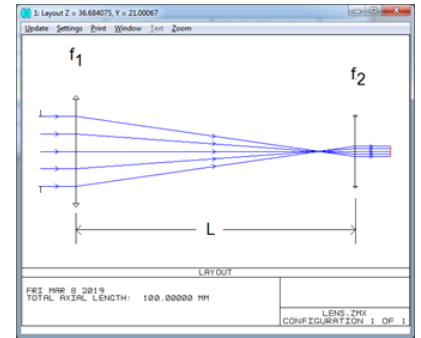 1: Layout Z = 36.684075, Y = 21.00067
Update Settings Print Window Text Zoom
f1
f2
L
LAYOUT
FRI MAR 8 2019
TOTAL AXIAL LENGTH: 100.00000 MM
LENS.ZMX
CONFIGURATION 1 OF 1